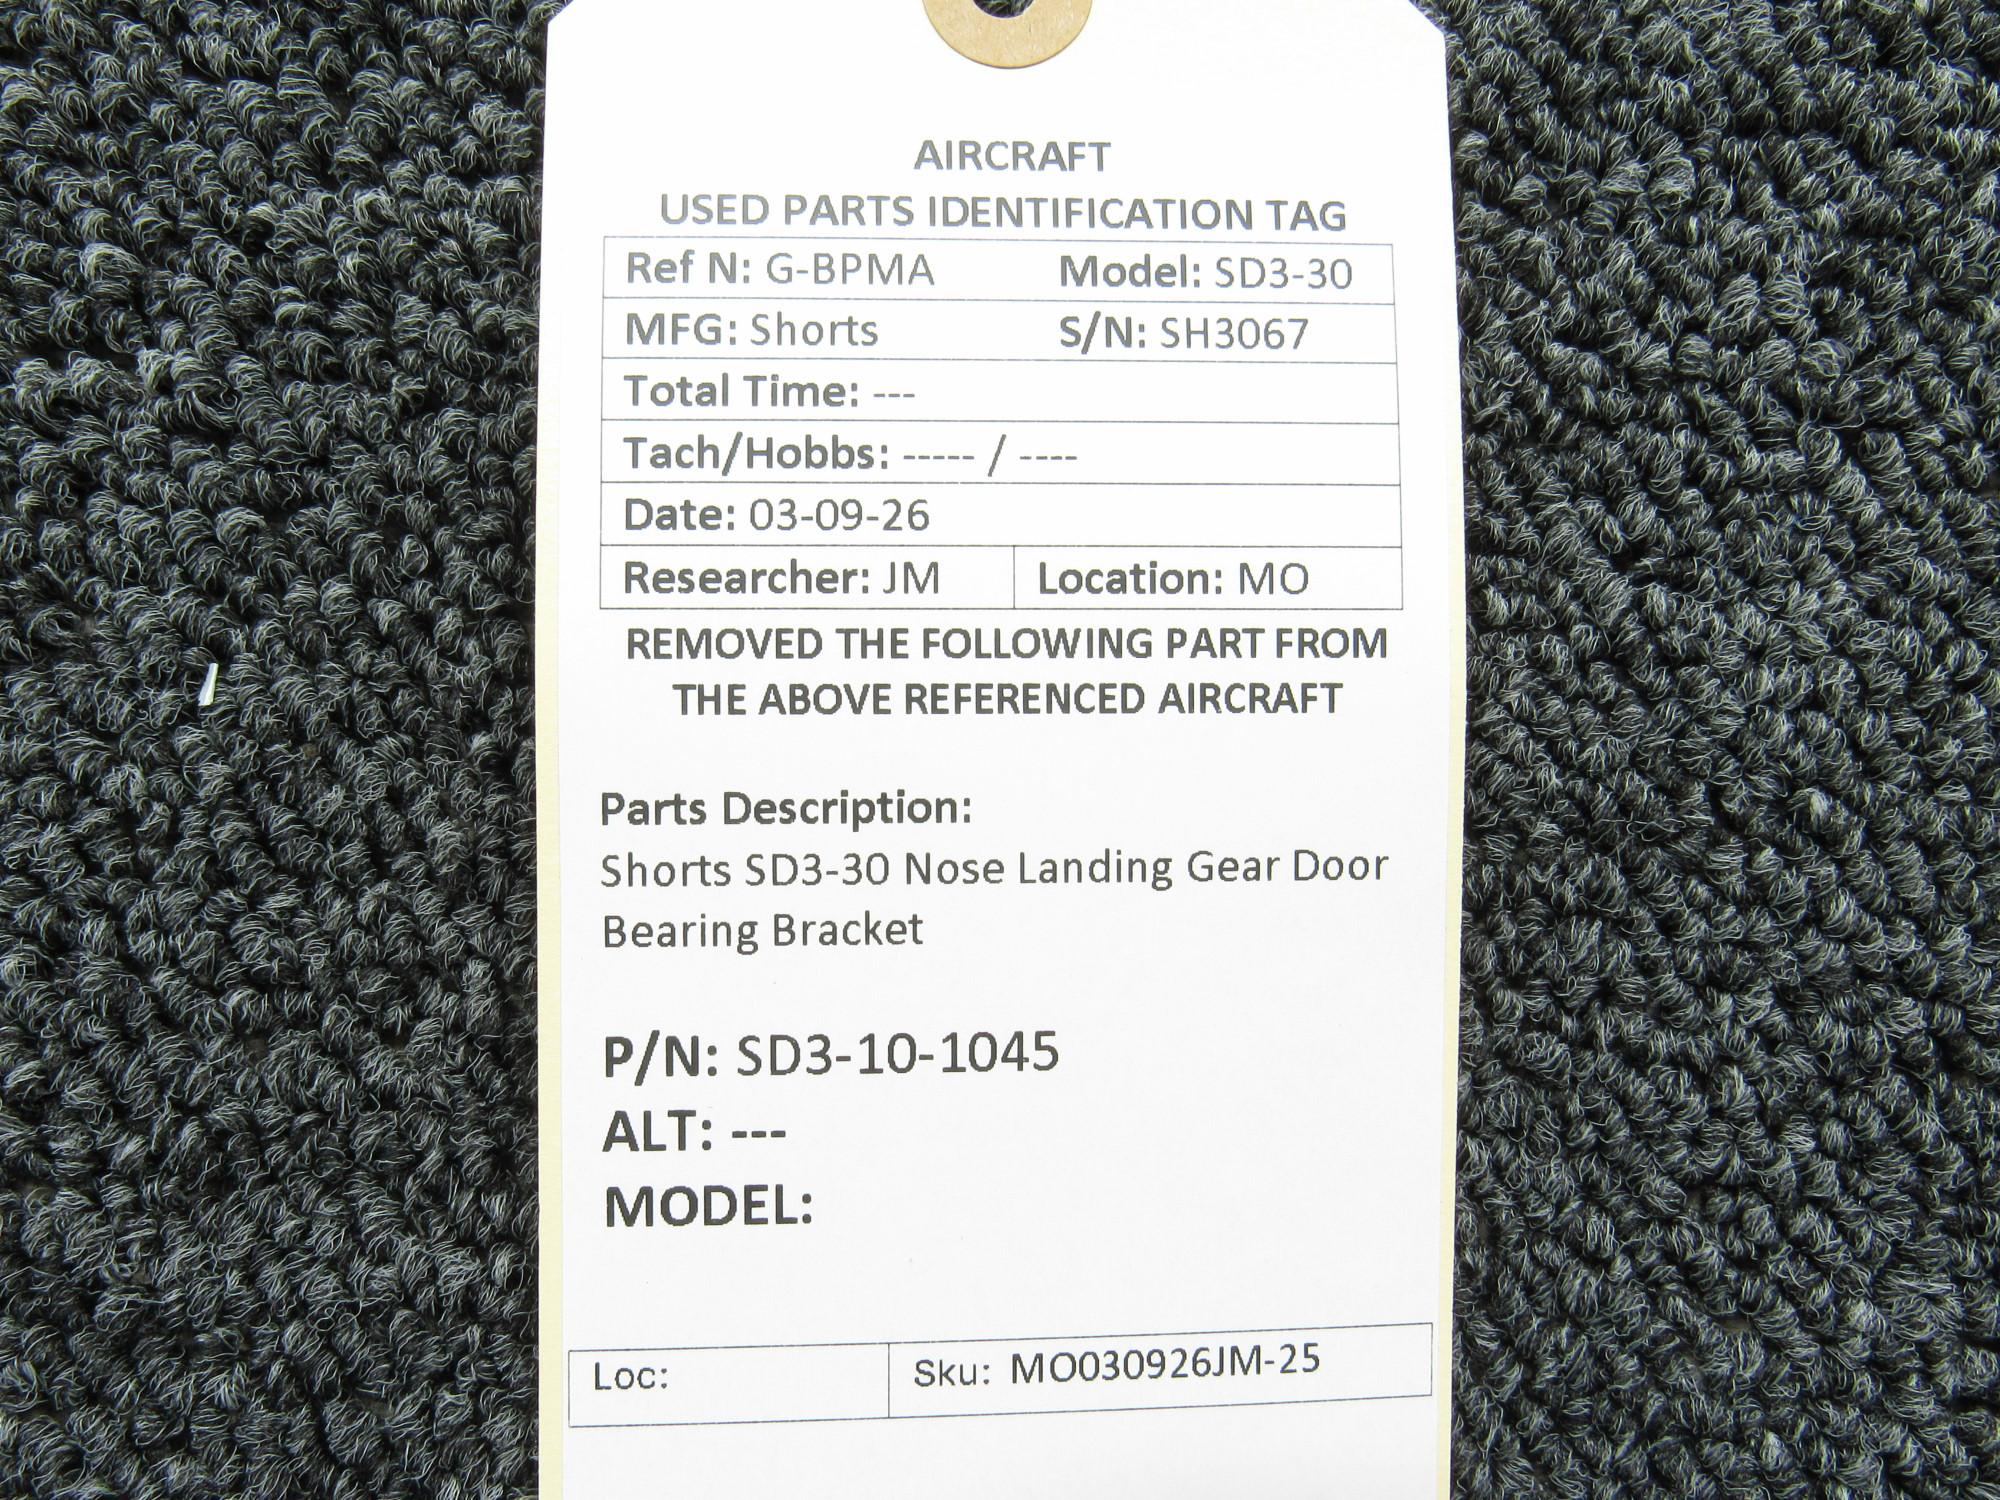 AIRCRAFT
USED PARTS IDENTIFICATION TAG
Ref N: G-BPMA Model: SD3-30
MFG: Shorts S/N: SH3067
Total Time: ---
Tach/Hobbs: ----- / ----
Date: 03-09-26
Researcher: JM Location: MO
REMOVED THE FOLLOWING PART FROM
THE ABOVE REFERENCED AIRCRAFT
Parts Description:
Shorts SD3-30 Nose Landing Gear Door
Bearing Bracket
P/N: SD3-10-1045
ALT: ---
MODEL:
Loc: Sku: MO030926JM-25